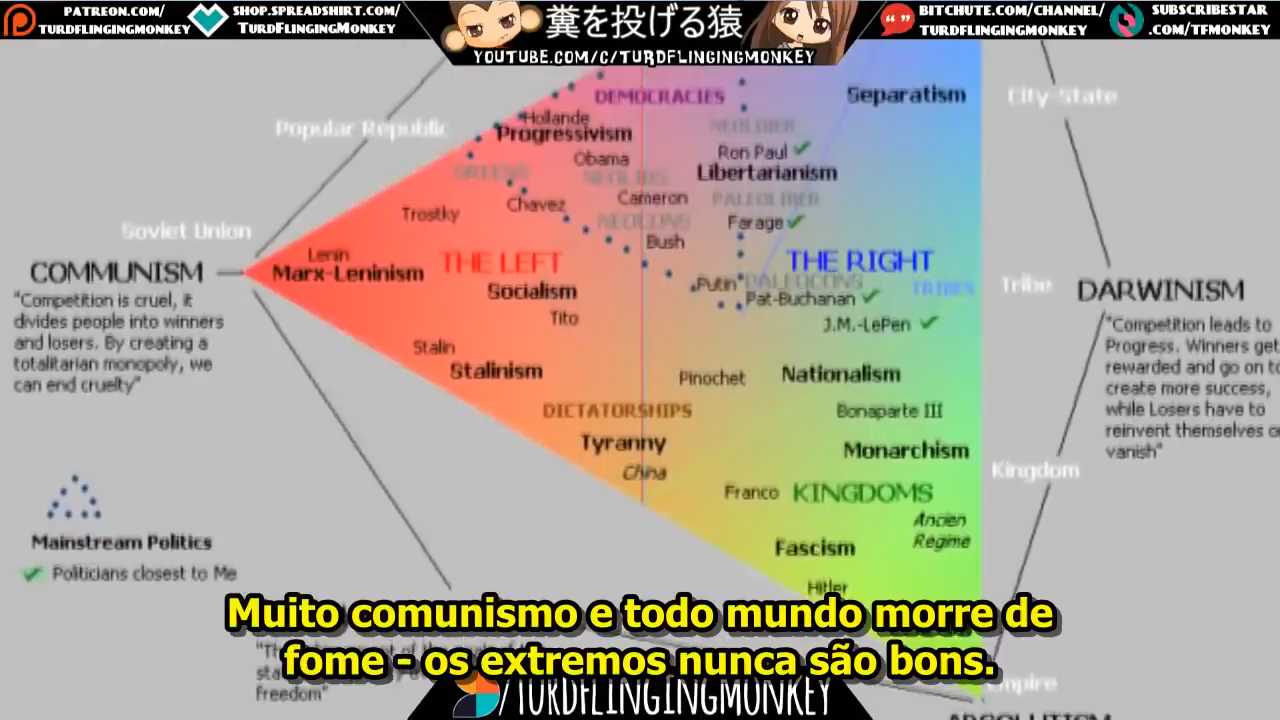 PATREON.COM/
TURDFLINGINGMONKEY
SHOP.SPREADSHIRT.COM/
TURDFLINGINGMONKEY
糞を投げる猿
YOUTUBE.COM/C/TURDFLINGINGMONKEY
BITCHUTE.COM/CHANNEL/
TURDFLINGINGMONKEY
SUBSCRIBESTAR
.COM/TFMONKEY
DEMOCRACIES
Separatism
City-State
Popular Republic
Hollande
Progressivism
Ron Paul
Obama
Libertarianism
GREENS
Cameron
PALEOLIBER
Chavez
Trostky
NEOCONS
Farage
Soviet Union
Bush
Lenin
THE LEFT
THE RIGHT
COMMUNISM
Marx-Leninism
Putin
PALEOCONS
TRIBES
Tribe
DARWINISM
Socialism
Pat-Buchanan
"Competition is cruel, it
divides people into winners
and losers. By creating a
totalitarian monopoly, we
can end cruelty"
Tito
J.M.-LePen
"Competition leads to
Progress. Winners get
rewarded and go on to
create more success,
while Losers have to
reinvent themselves or
vanish"
Stalin
Stalinism
Pinochet
Nationalism
DICTATORSHIPS
Bonaparte III
Tyranny
Monarchism
China
Kingdom
Franco
KINGDOMS
Ancien
Regime
Mainstream Politics
Fascism
Politicians closest to Me
Hitler
Muito comunismo e todo mundo morre de
fome - os extremos nunca são bons.
freedom"
Empire
/TURDFLINGINGMONKEY